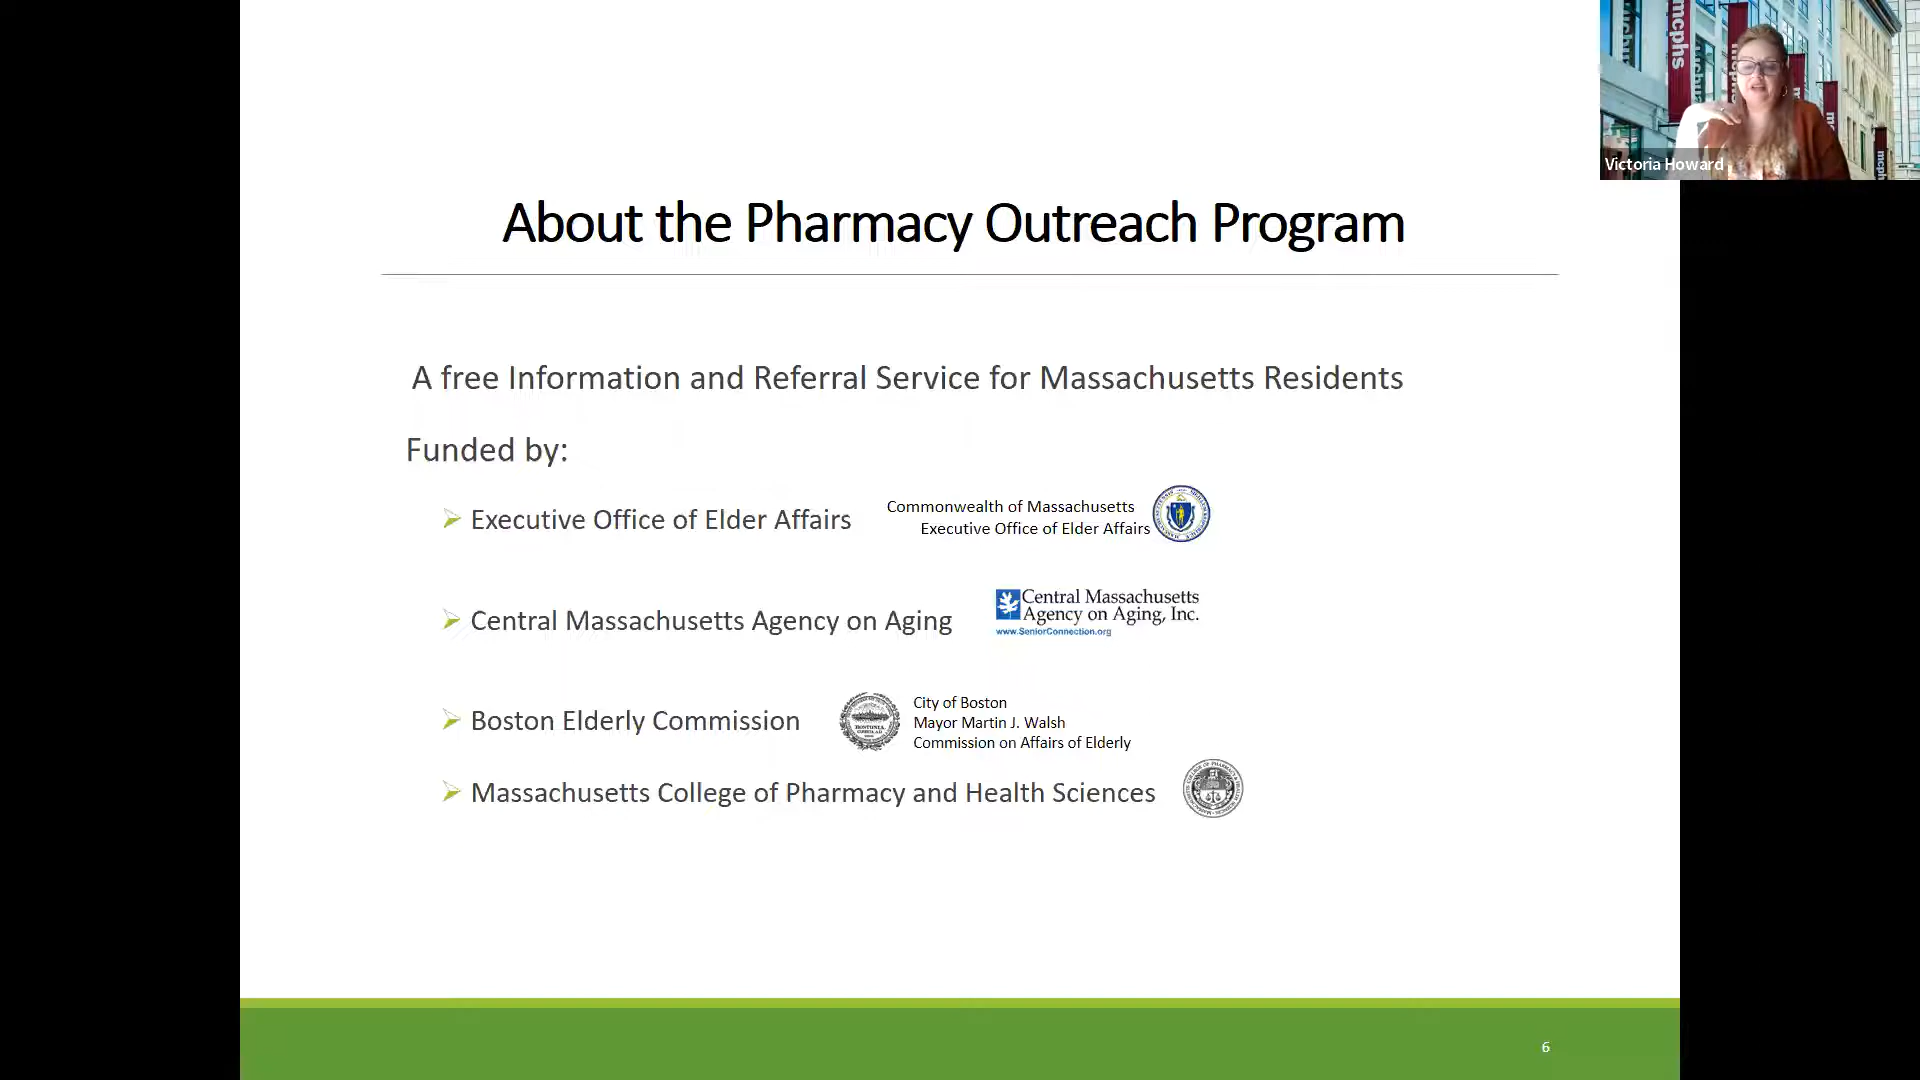 mcphs
Victoria Howard
About the Pharmacy Outreach Program
A free Information and Referral Service for Massachusetts Residents
Funded by:
Executive Office of Elder Affairs
Commonwealth of Massachusetts
Executive Office of Elder Affairs
Central Massachusetts Agency on Aging
Central Massachusetts
Agency on Aging, Inc.
www.SeniorConnection.org
Boston Elderly Commission
City of Boston
Mayor Martin J. Walsh
Commission on Affairs of Elderly
Massachusetts College of Pharmacy and Health Sciences
6